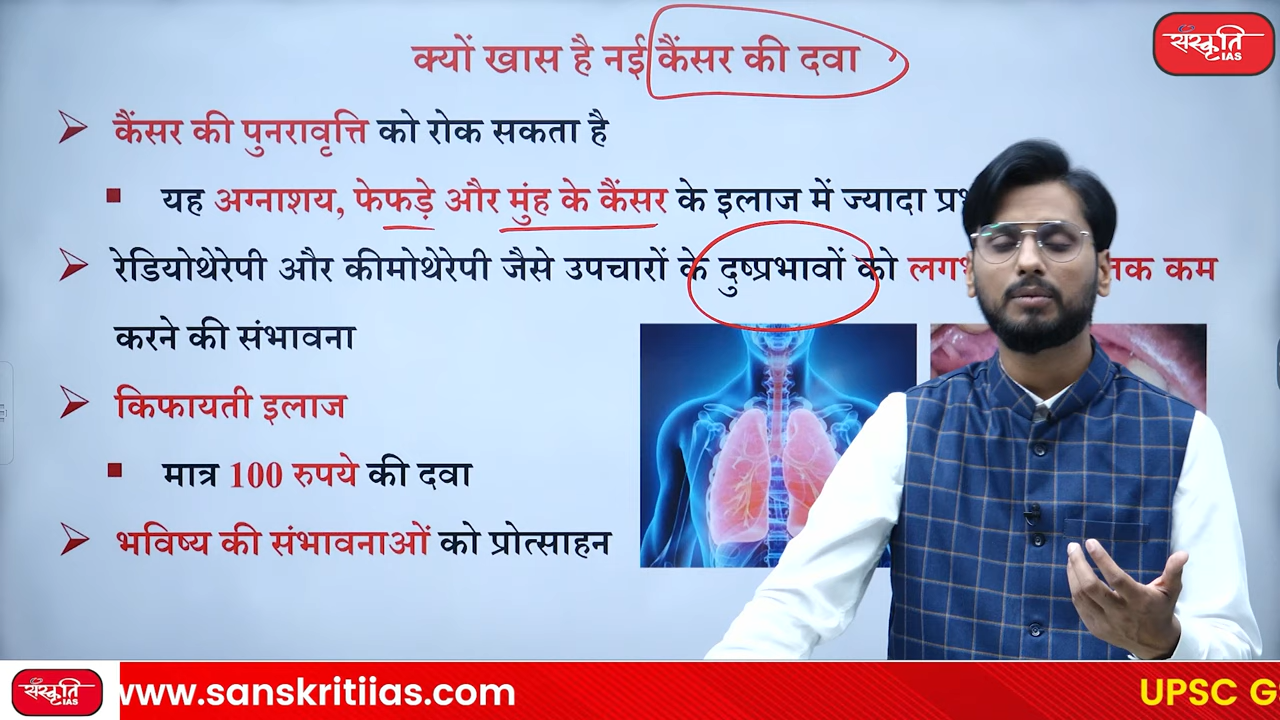 क्यों खास है नई कैंसर की दवा
संस्कृति
IAS
कैंसर की पुनरावृत्ति को रोक सकता है
यह अग्नाशय, फेफड़े और मुंह के कैंसर के इलाज में ज्यादा
रेडियोथेरेपी और कीमोथेरेपी जैसे उपचारों के दुष्प्रभावों को तक कम
करने की संभावना
किफायती इलाज
मात्र 100 रुपये की दवा
भविष्य की संभावनाओं को प्रोत्साहन
संस्कृति
IAS
www.sanskritiias.com
UPSC G